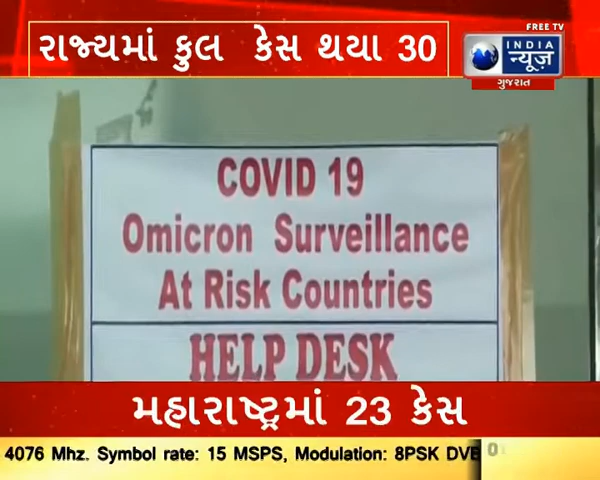 રાજ્યમાં કુલ કેસ થયા 30
FREE TV
INDIA
न्यूज़
ગુજરાત
COVID 19
Omicron Surveillance
At Risk Countries
HELP DESK
મહારાષ્ટ્રમાં 23 કેસ
4076 Mhz. Symbol rate: 15 MSPS, Modulation: 8PSK DVB